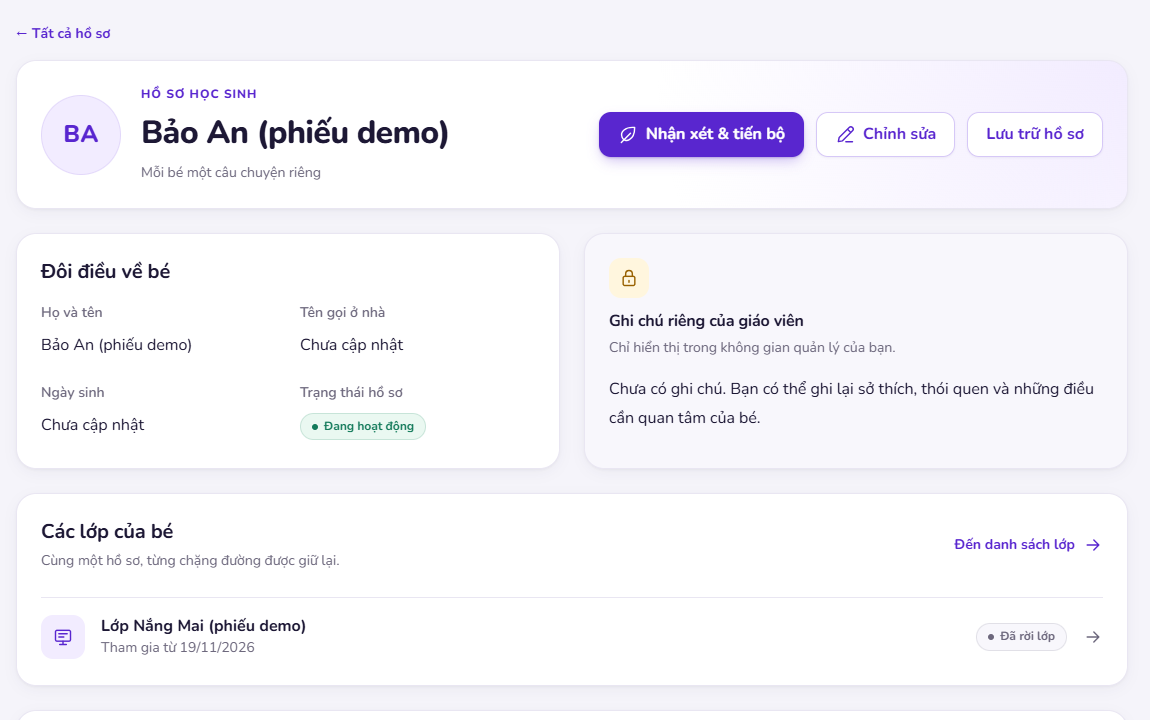 ← Tất cả hồ sơ
BA
HỒ SƠ HỌC SINH
Bảo An (phiếu demo)
Mỗi bé một câu chuyện riêng
Nhận xét & tiến bộ
Chỉnh sửa
Lưu trữ hồ sơ
Đôi điều về bé
Họ và tên
Bảo An (phiếu demo)
Tên gọi ở nhà
Chưa cập nhật
Ngày sinh
Chưa cập nhật
Trạng thái hồ sơ
Đang hoạt động
Ghi chú riêng của giáo viên
Chỉ hiển thị trong không gian quản lý của bạn.
Chưa có ghi chú. Bạn có thể ghi lại sở thích, thói quen và những điều
cần quan tâm của bé.
Các lớp của bé
Cùng một hồ sơ, từng chặng đường được giữ lại.
Đến danh sách lớp →
Lớp Nắng Mai (phiếu demo)
Tham gia từ 19/11/2026
Đã rời lớp →